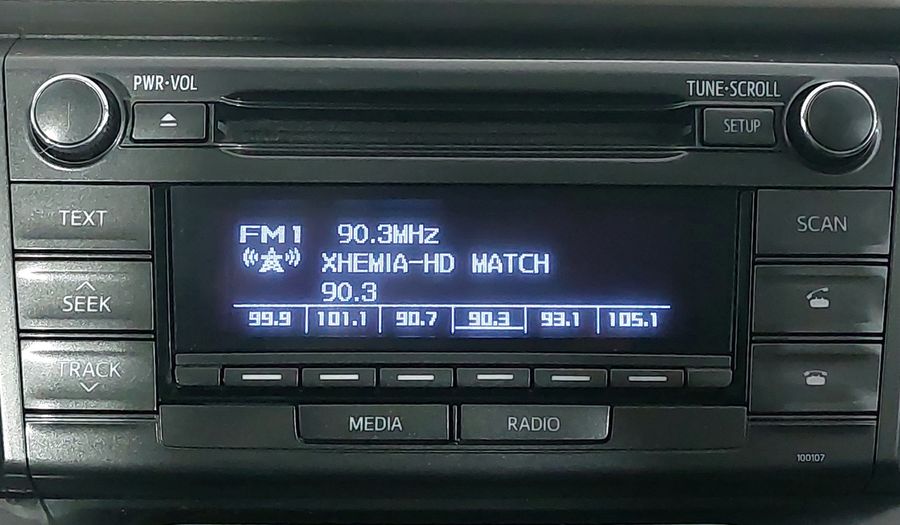 PWR•VOL
TUNE•SCROLL
SETUP
TEXT
SCAN
FM1 90.3MHz
XHEMIA-HD MATCH
90.3
SEEK
99.9 101.1 90.7 90.3 93.1 105.1
TRACK
MEDIA
RADIO
100107